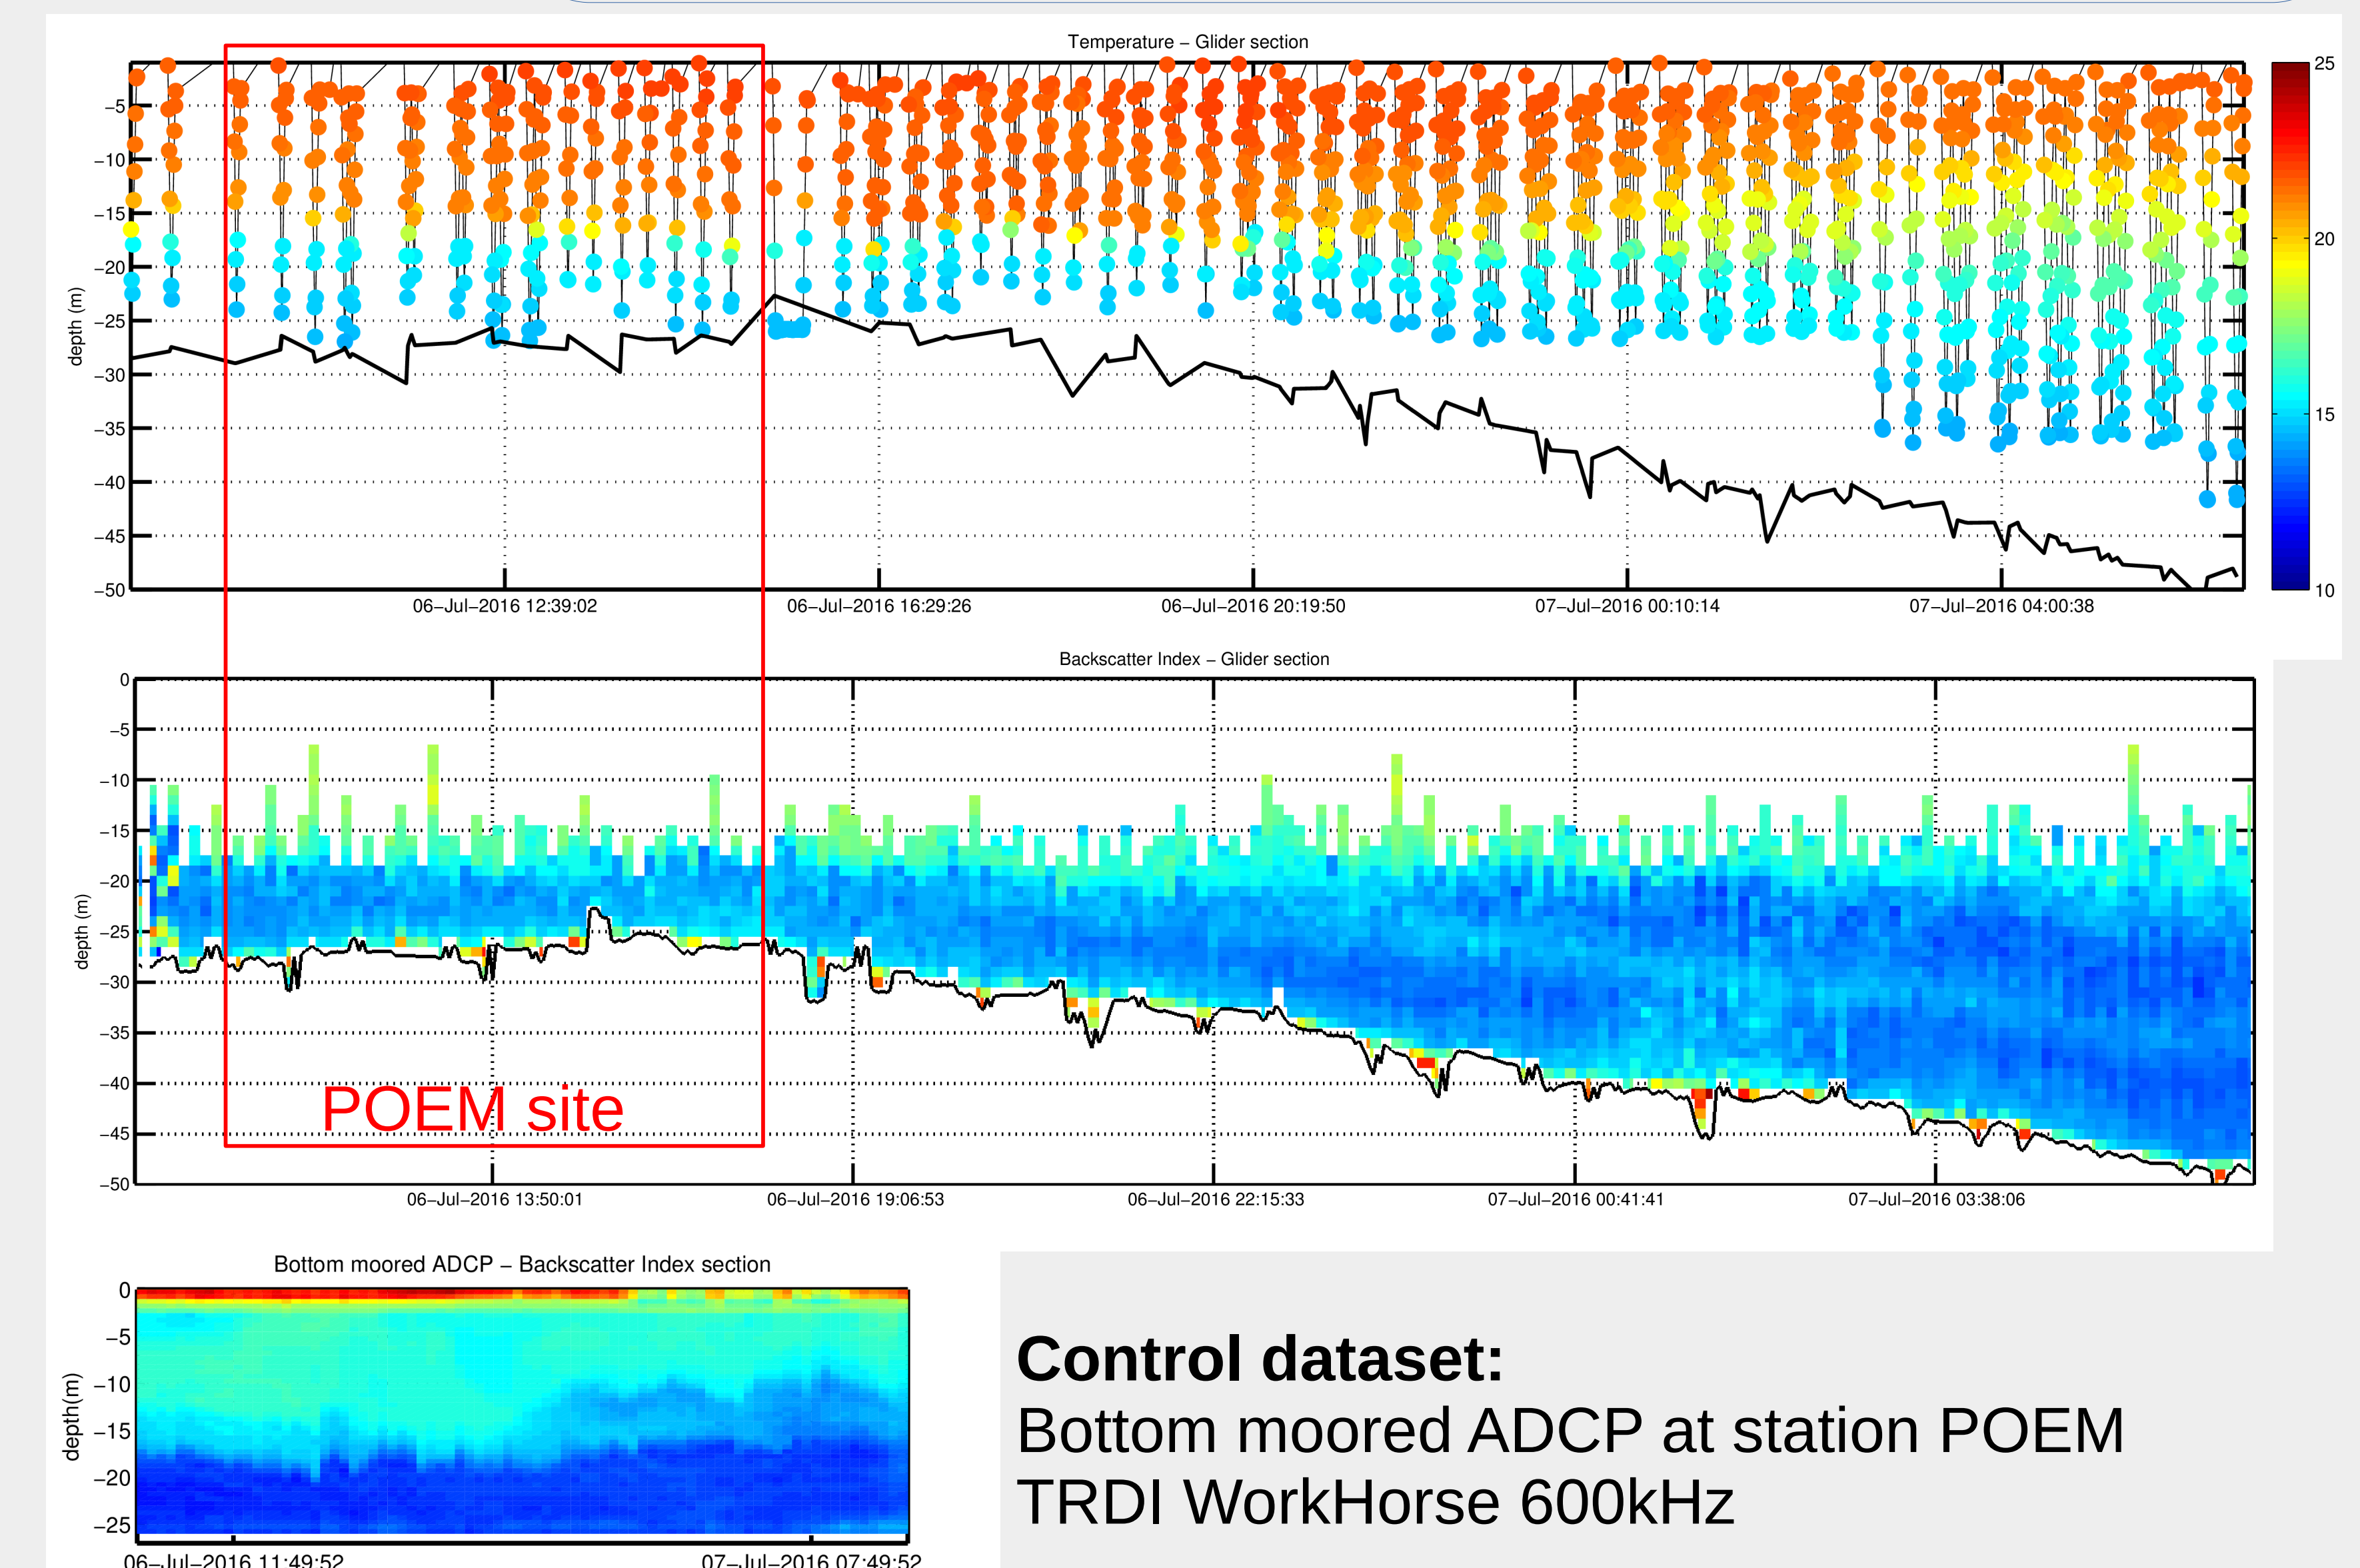 Temperature – Glider section
25
20
15
10
depth (m)
–5
–10
–15
–20
–25
–30
–35
–40
–45
–50
06–Jul–2016 12:39:02
06–Jul–2016 16:29:26
06–Jul–2016 20:19:50
07–Jul–2016 00:10:14
07–Jul–2016 04:00:38
Backscatter Index – Glider section
depth (m)
0
–5
–10
–15
–20
–25
–30
–35
–40
–45
–50
POEM site
06–Jul–2016 13:50:01
06–Jul–2016 19:06:53
06–Jul–2016 22:15:33
07–Jul–2016 00:41:41
07–Jul–2016 03:38:06
Bottom moored ADCP – Backscatter Index section
depth(m)
0
–5
–10
–15
–20
–25
06–Jul–2016 11:49:52
07–Jul–2016 07:49:52
Control dataset:
Bottom moored ADCP at station POEM
TRDI WorkHorse 600kHz